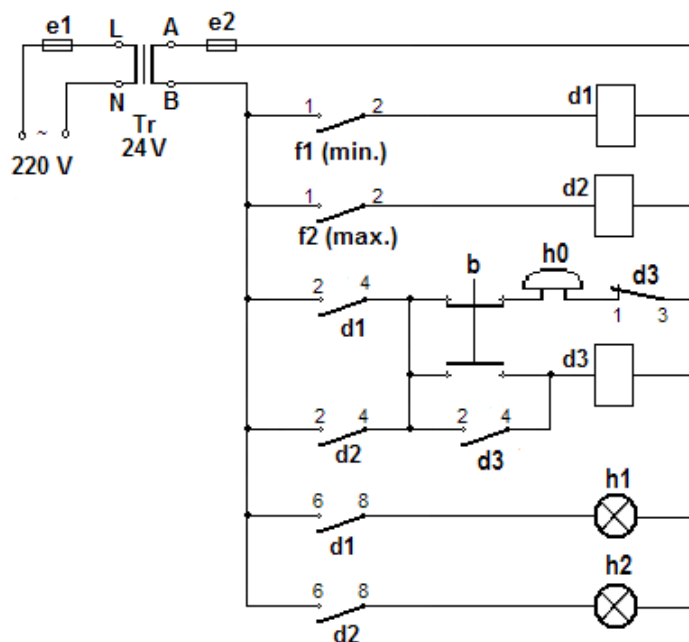 e1 L A e2
N B
~ Tr
220 V 24 V
1 2 d1
f1 (min.)
1 2 d2
f2 (max.)
b h0 d3
2 4
d1 1 3
d3
2 4 2 4
d2 d3
6 8 h1
d1
6 8 h2
d2